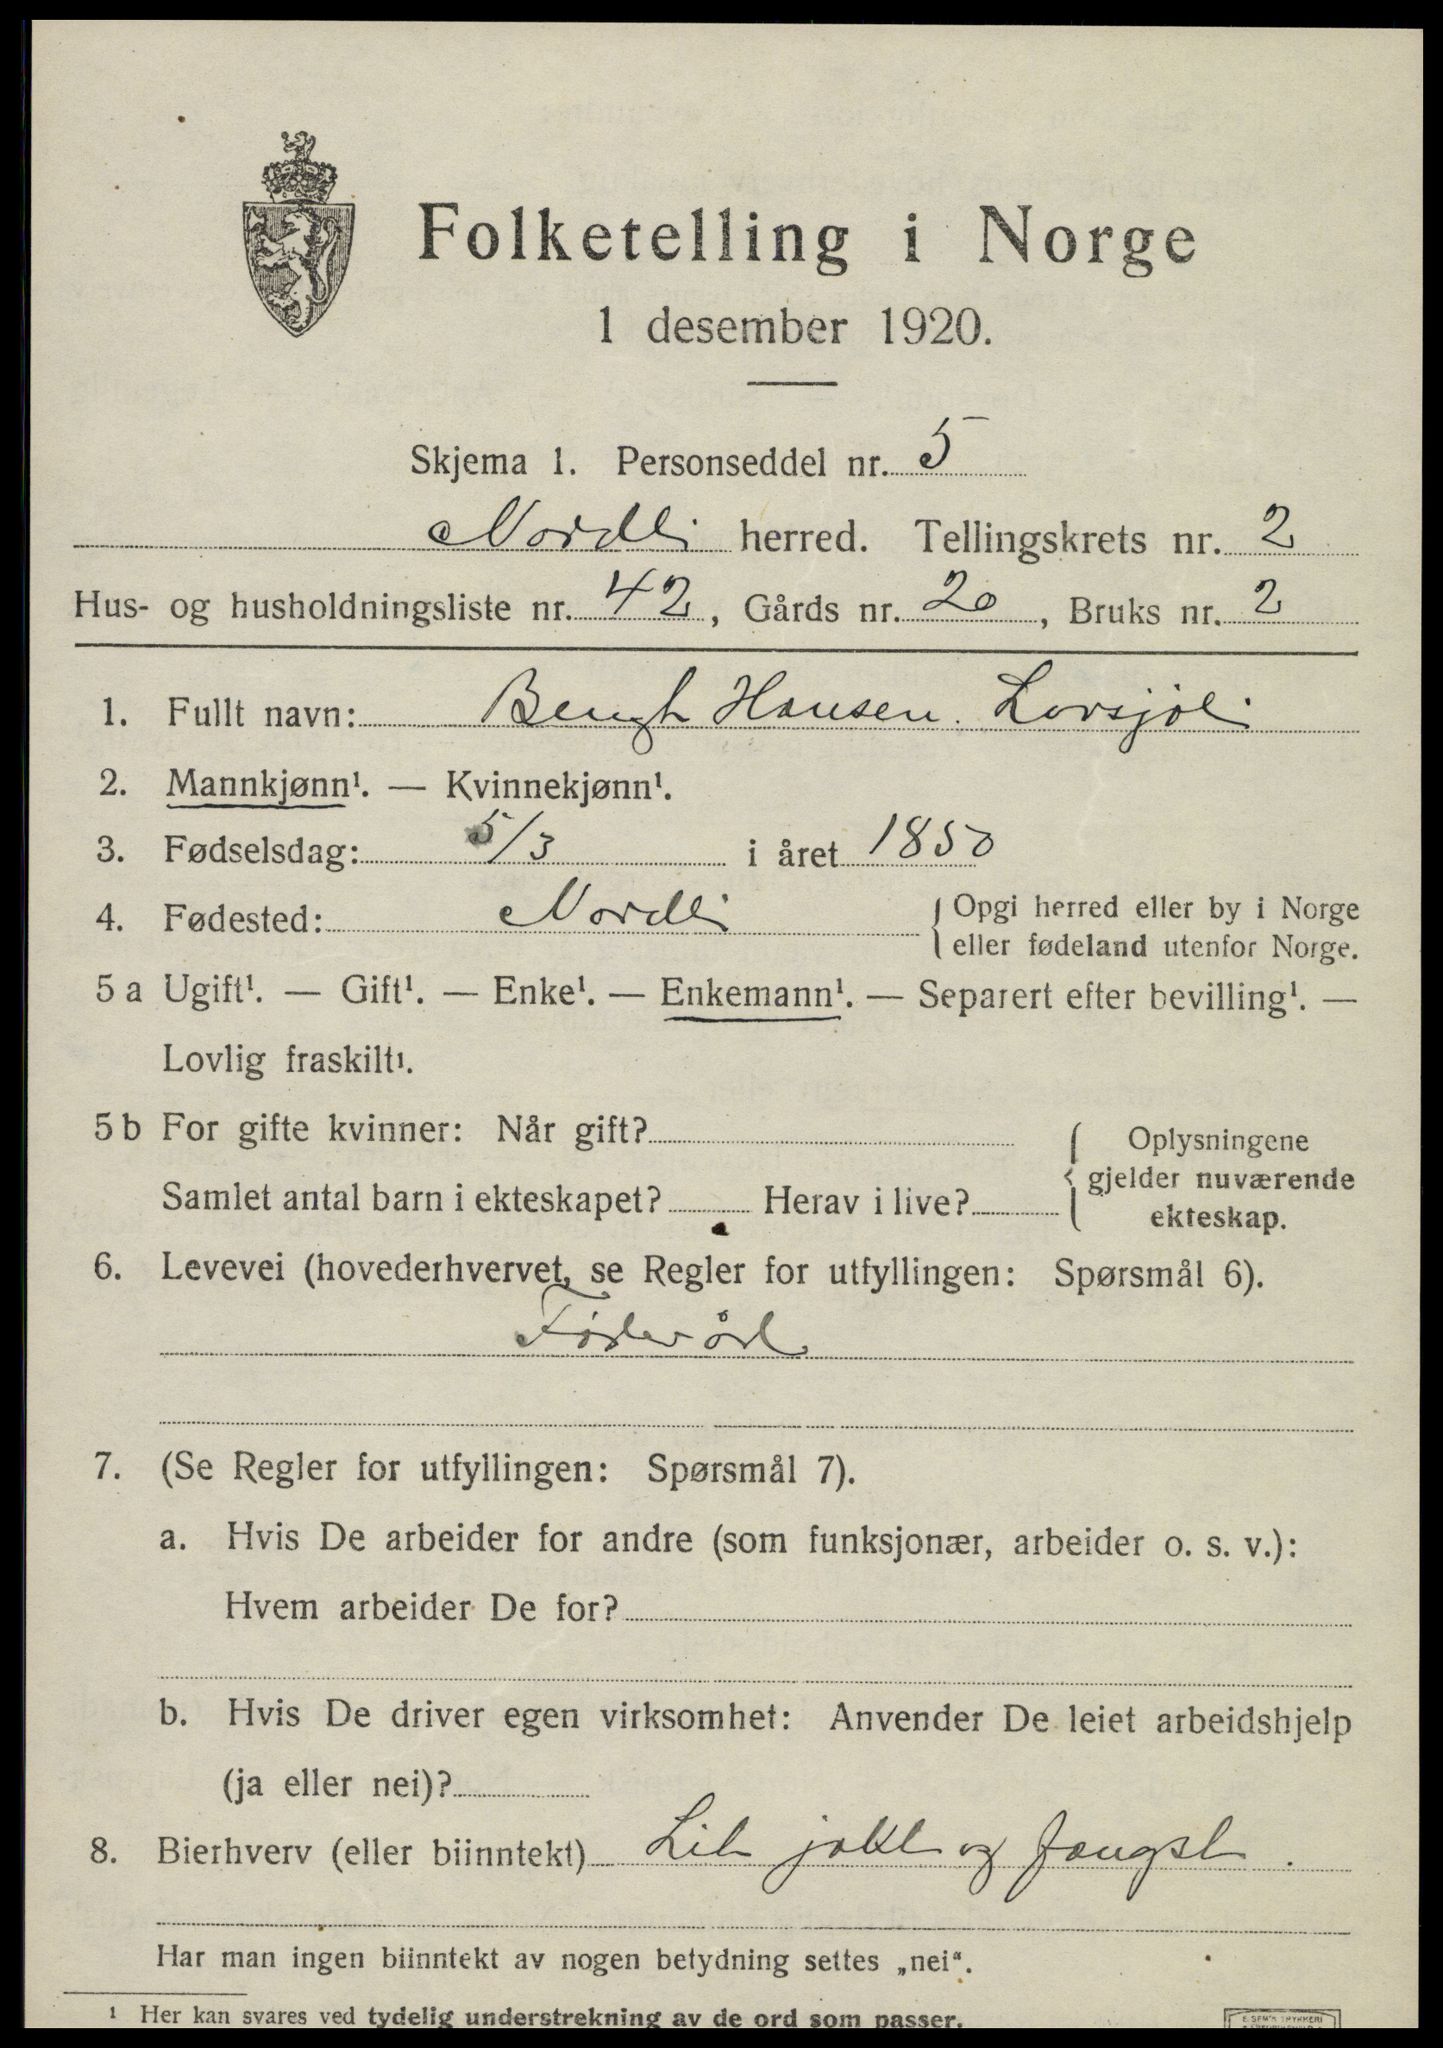 Folketelling i Norge
1 desember 1920.
Skjema 1. Personseddel nr. 5
Nordli herred. Tellingskrets nr. 2
Hus- og husholdningsliste nr. 42, Gårds nr. 20, Bruks nr. 2
1. Fullt navn: Bengt Hansen Lovsjöli
2. Mannkjønn¹. — Kvinnekjønn¹.
3. Fødselsdag: 5/3 i året 1850
4. Fødested: Nordli { Opgi herred eller by i Norge
eller fødeland utenfor Norge.
5 a Ugift¹. — Gift¹. — Enke¹. — Enkemann¹. — Separert efter bevilling¹. —
Lovlig fraskilt¹.
5 b For gifte kvinner: Når gift? { Oplysningene
gjelder nuværende
Samlet antal barn i ekteskapet? Herav i live?
ekteskap.
6. Levevei (hovederhvervet, se Regler for utfyllingen: Spørsmål 6).
7. (Se Regler for utfyllingen: Spørsmål 7).
a. Hvis De arbeider for andre (som funksjonær, arbeider o. s. v.):
Hvem arbeider De for?
b. Hvis De driver egen virksomhet: Anvender De leiet arbeidshjelp
(ja eller nei)?
8. Bierhverv (eller biinntekt) Lit jakt og fangst.
Har man ingen biinntekt av nogen betydning settes „nei“.
¹ Her kan svares ved tydelig understrekning av de ord som passer.